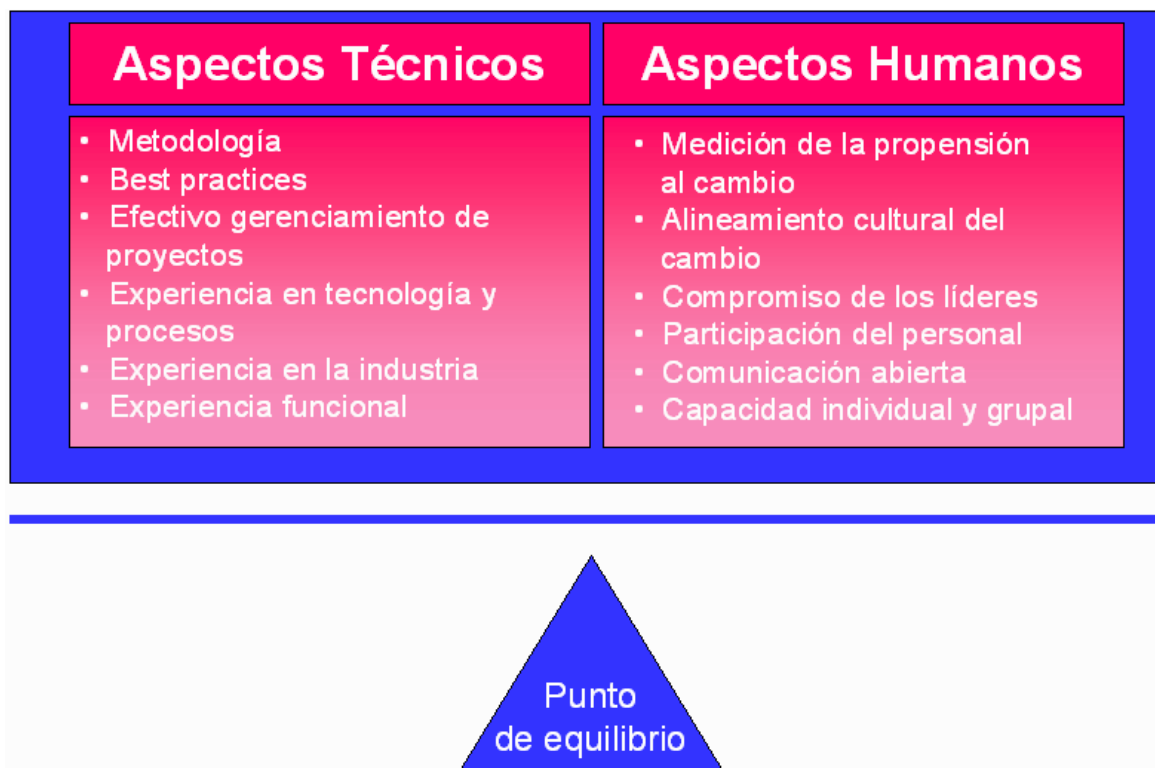 Aspectos Técnicos
• Metodología
• Best practices
• Efectivo gerenciamiento de
proyectos
• Experiencia en tecnología y
procesos
• Experiencia en la industria
• Experiencia funcional
Aspectos Humanos
• Medición de la propensión
al cambio
• Alineamiento cultural del
cambio
• Compromiso de los líderes
• Participación del personal
• Comunicación abierta
• Capacidad individual y grupal
Punto
de equilibrio